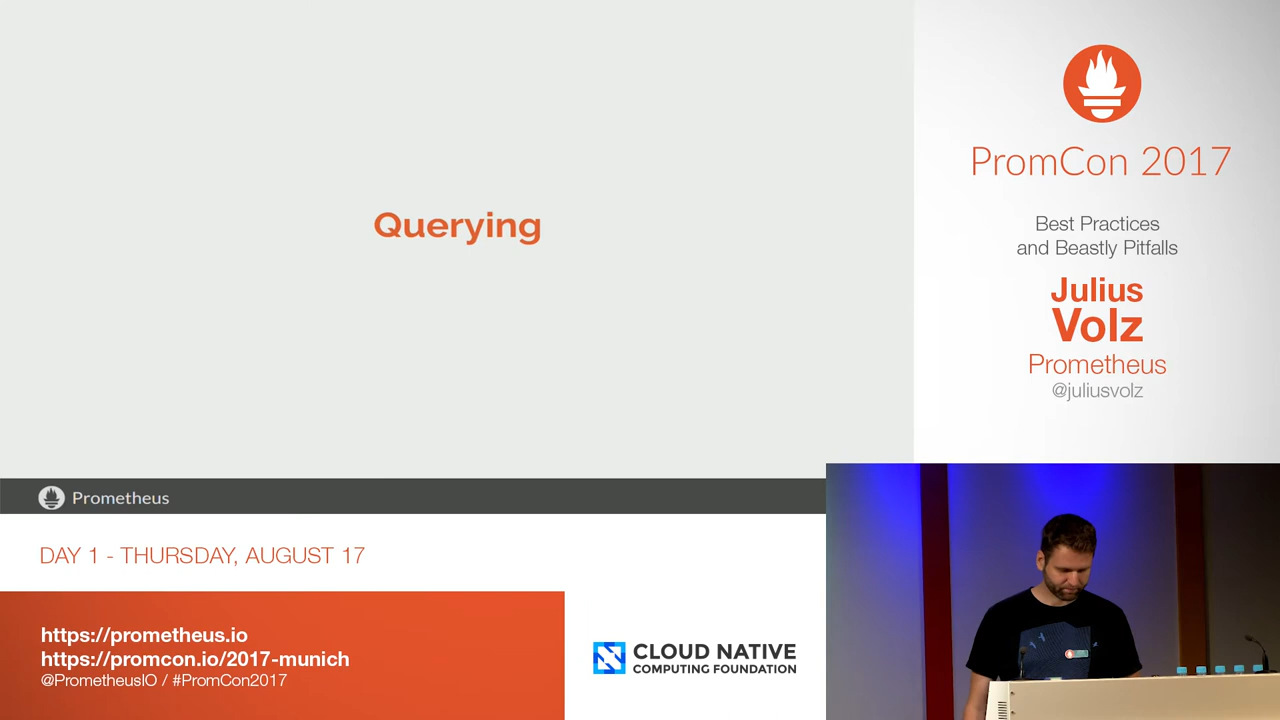 Querying
Prometheus
PromCon 2017
Best Practices
and Beastly Pitfalls
Julius
Volz
Prometheus
@juliusvolz
DAY 1 - THURSDAY, AUGUST 17
https://prometheus.io
https://promcon.io/2017-munich
@PrometheusIO / #PromCon2017
CLOUD NATIVE
COMPUTING FOUNDATION